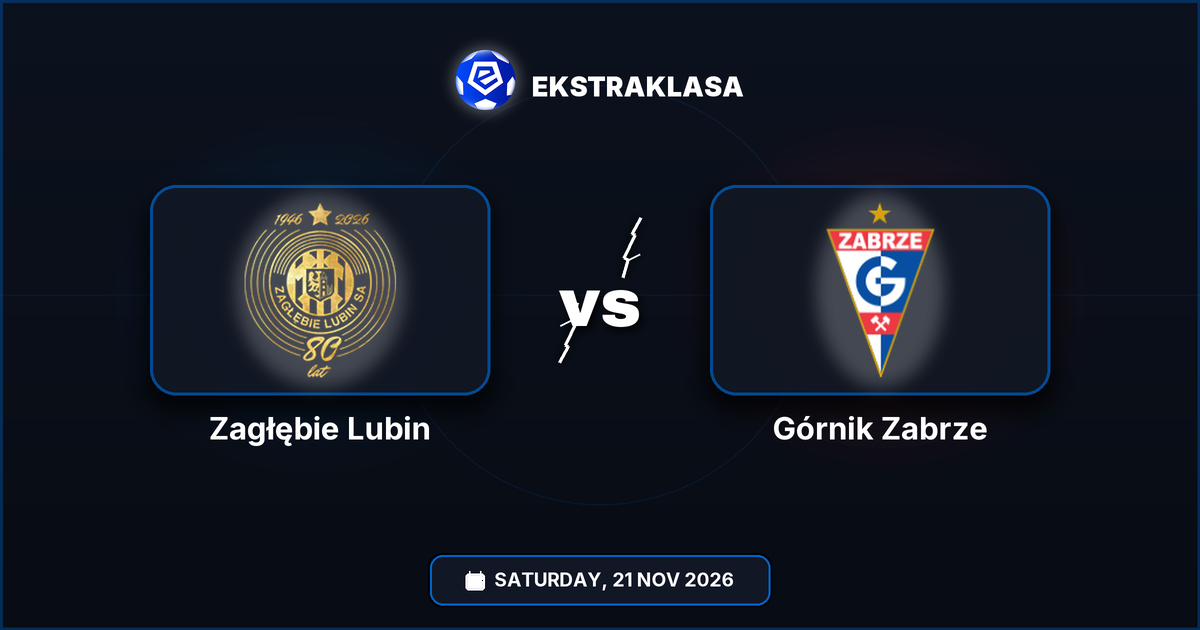 EKSTRAKLASA
1946 2026
ZAGŁĘBIE LUBIN SA
80
lat
ZABRZE
G
vs
Zagłębie Lubin
Górnik Zabrze
SATURDAY, 21 NOV 2026